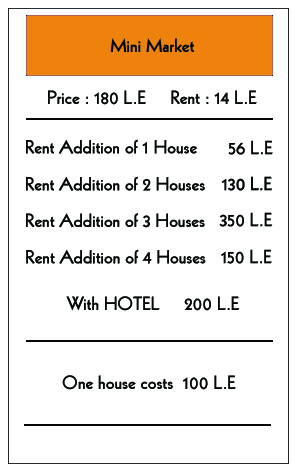 Mini Market
Price : 180 L.E Rent : 14 L.E
Rent Addition of 1 House 56 L.E
Rent Addition of 2 Houses 130 L.E
Rent Addition of 3 Houses 350 L.E
Rent Addition of 4 Houses 150 L.E
With HOTEL 200 L.E
One house costs 100 L.E